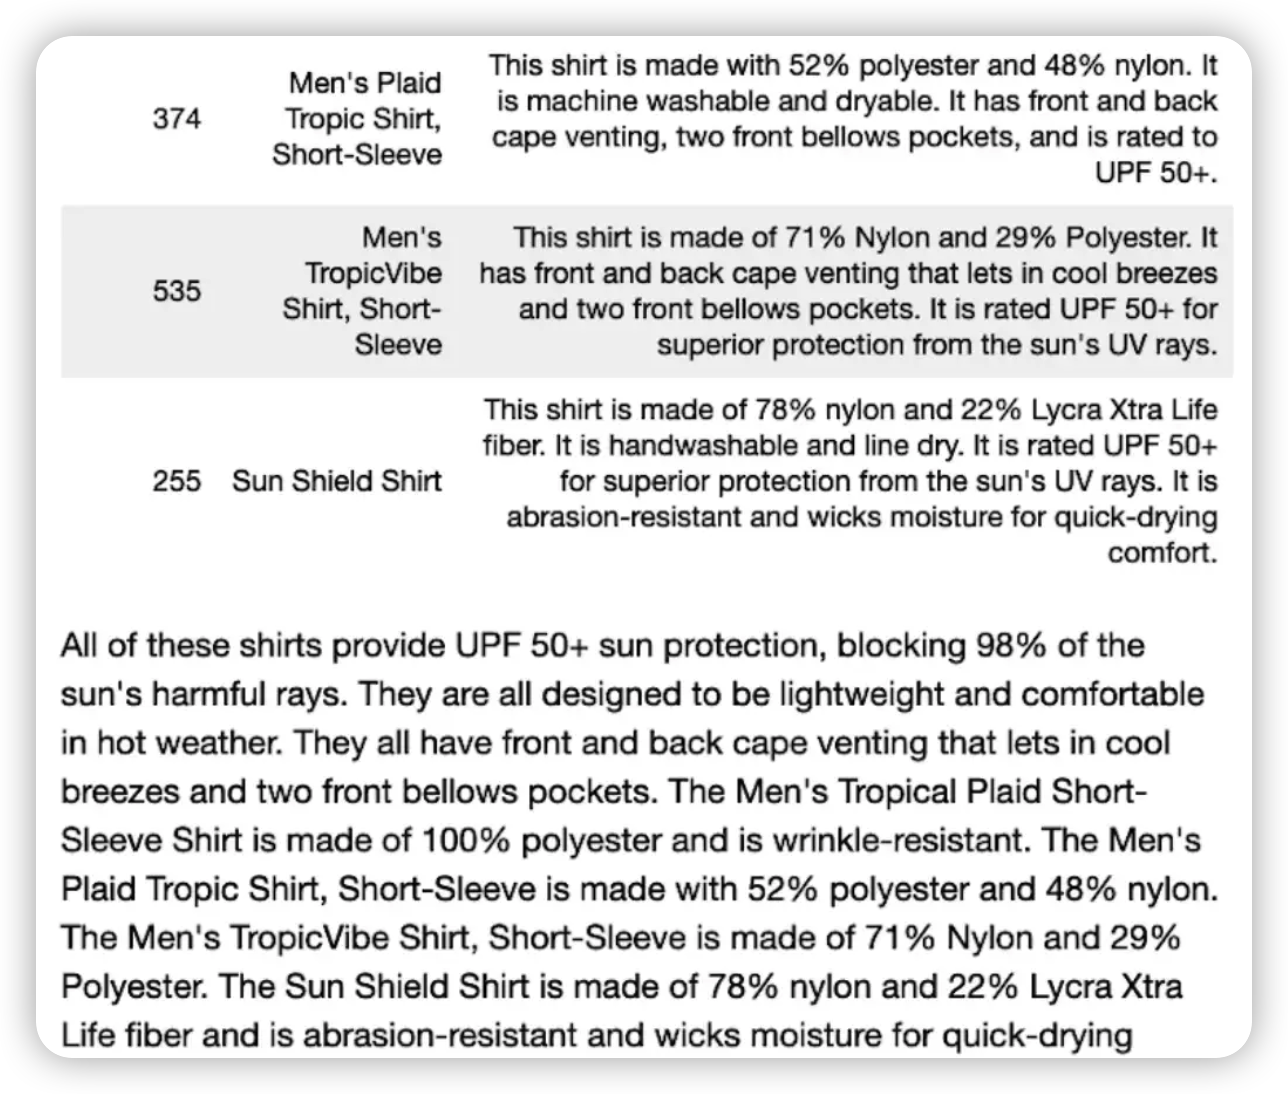 374
Men's Plaid
Tropic Shirt,
Short-Sleeve
This shirt is made with 52% polyester and 48% nylon. It
is machine washable and dryable. It has front and back
cape venting, two front bellows pockets, and is rated to
UPF 50+.
535
Men's
TropicVibe
Shirt, Short-
Sleeve
This shirt is made of 71% Nylon and 29% Polyester. It
has front and back cape venting that lets in cool breezes
and two front bellows pockets. It is rated UPF 50+ for
superior protection from the sun's UV rays.
255
Sun Shield Shirt
This shirt is made of 78% nylon and 22% Lycra Xtra Life
fiber. It is handwashable and line dry. It is rated UPF 50+
for superior protection from the sun's UV rays. It is
abrasion-resistant and wicks moisture for quick-drying
comfort.
All of these shirts provide UPF 50+ sun protection, blocking 98% of the
sun's harmful rays. They are all designed to be lightweight and comfortable
in hot weather. They all have front and back cape venting that lets in cool
breezes and two front bellows pockets. The Men's Tropical Plaid Short-
Sleeve Shirt is made of 100% polyester and is wrinkle-resistant. The Men's
Plaid Tropic Shirt, Short-Sleeve is made with 52% polyester and 48% nylon.
The Men's TropicVibe Shirt, Short-Sleeve is made of 71% Nylon and 29%
Polyester. The Sun Shield Shirt is made of 78% nylon and 22% Lycra Xtra
Life fiber and is abrasion-resistant and wicks moisture for quick-drying